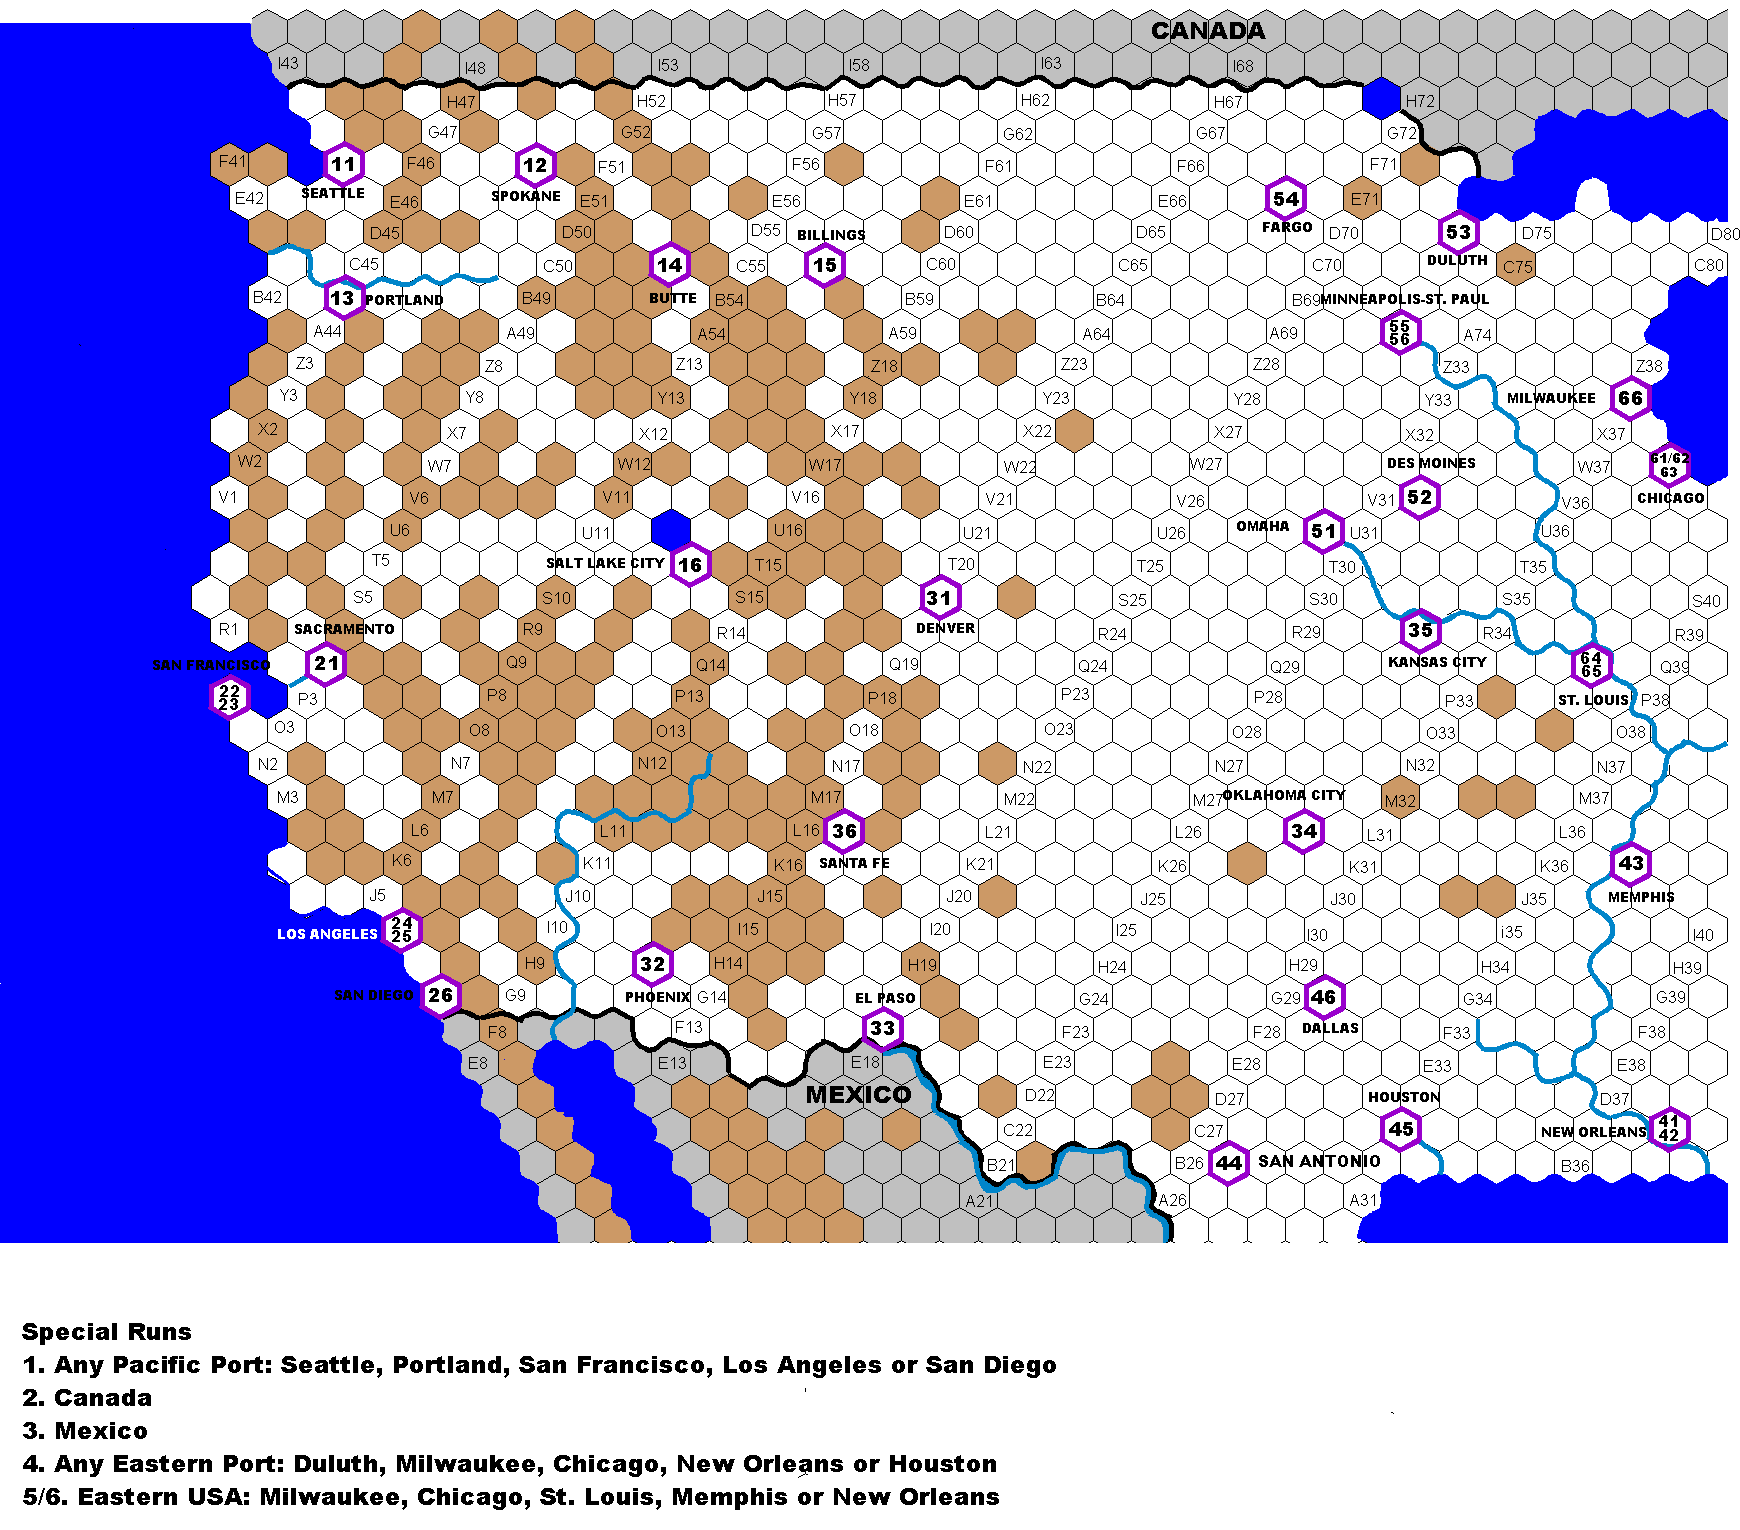 CANADA
I43 I48 I53 I58 I63 I68
H47 H52 H57 H62 H67 H72
G47 G52 G57 G62 G67 G72
F41 11 F46 12 F51 F56 F61 F66 F71
SEATTLE SPOKANE
E42 E46 E51 E56 E61 E66 54 E71
FARGO
D45 D50 D55 BILLINGS D60 D65 D70 53 D75 D80
DULUTH
C45 C50 14 C55 15 C60 C65 C70 C75 C80
B42 13 PORTLAND B49 BUTTE B54 B59 B64 B69 MINNEAPOLIS-ST. PAUL
A44 A49 A54 A59 A64 A69 55 56 A74
Z3 Z8 Z13 Z18 Z23 Z28 Z33 Z38
Y3 Y8 Y13 Y18 Y23 Y28 Y33 MILWAUKEE 66
X2 X7 X12 X17 X22 X27 X32 X37
W2 W7 W12 W17 W22 W27 DES MOINES W37 61/62 63
V1 V6 V11 V16 V21 V26 V31 52 V36 CHICAGO
U6 U11 U16 U21 U26 OMAHA 51 U31 U36
T5 SALT LAKE CITY 16 T15 T20 T25 T30 T35
S5 S10 S15 31 S25 S30 S35 S40
R1 SACRAMENTO R9 R14 DENVER R24 R29 35 R34 R39
SAN FRANCISCO 21 Q9 Q14 Q19 Q24 Q29 KANSAS CITY 64 65 Q39
22 23 P3 P8 P13 P18 P23 P28 P33 ST. LOUIS P38
O3 O8 O13 O18 O23 O28 O33 O38
N2 N7 N12 N17 N22 N27 N32 N37
M3 M7 M17 M22 M27 OKLAHOMA CITY M32 M37
L6 L11 L16 36 L21 L26 34 L31 L36
K6 K11 K16 SANTA FE K21 K26 K31 K36 43
J5 J10 J15 J20 J25 J30 J35 MEMPHIS
LOS ANGELES 24 25 I10 I15 I20 I25 I30 i35 I40
H9 32 H14 H19 H24 H29 H34 H39
SAN DIEGO 26 G9 PHOENIX G14 EL PASO G24 G29 46 G34 G39
F8 F13 33 F23 F28 DALLAS F33 F38
E8 E13 E18 E23 E28 E33 E38
MEXICO D22 D27 HOUSTON D37
C22 C27 45 NEW ORLEANS 41 42
B21 B26 44 SAN ANTONIO B36
A21 A26 A31
Special Runs
1. Any Pacific Port: Seattle, Portland, San Francisco, Los Angeles or San Diego
2. Canada
3. Mexico
4. Any Eastern Port: Duluth, Milwaukee, Chicago, New Orleans or Houston
5/6. Eastern USA: Milwaukee, Chicago, St. Louis, Memphis or New Orleans